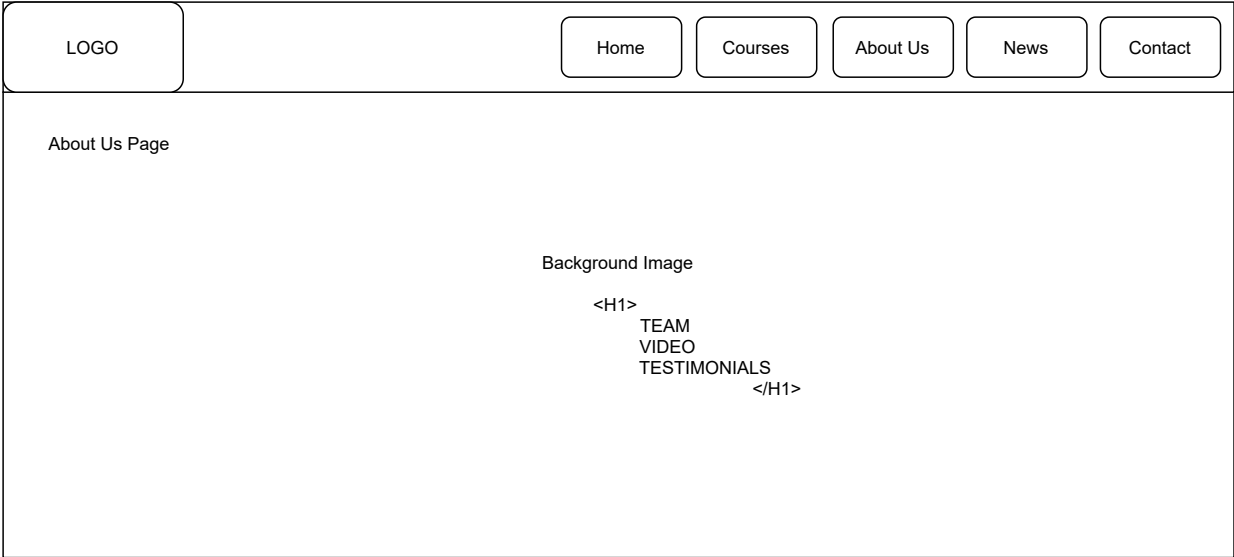 LOGO
Home
Courses
About Us
News
Contact
About Us Page
Background Image
<H1>
TEAM
VIDEO
TESTIMONIALS
</H1>